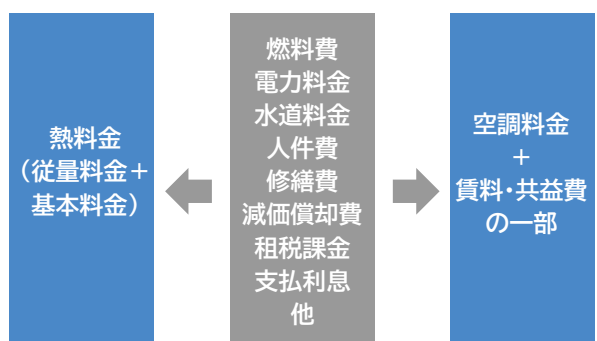 熱料金
（従量料金＋
基本料金）
燃料費
電力料金
水道料金
人件費
修繕費
減価償却費
租税課金
支払利息
他
空調料金
＋
賃料・共益費
の一部